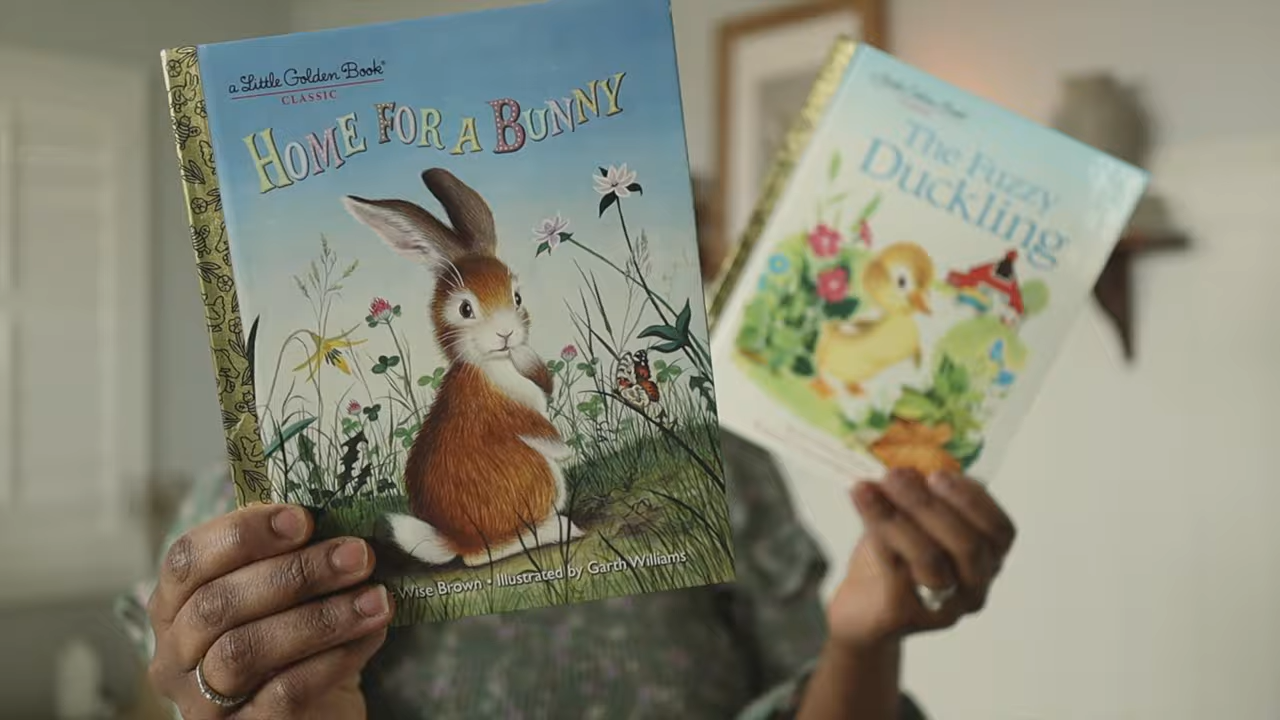 a Little Golden Book®
CLASSIC
HOME FOR A BUNNY
Wise Brown • Illustrated by Garth Williams
The Fuzzy
Duckling